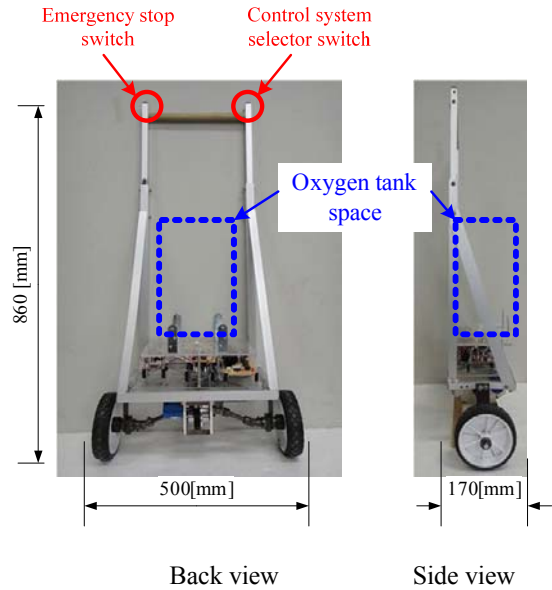 Emergency stop
switch
Control system
selector switch
Oxygen tank
space
860 [mm]
500[mm]
170[mm]
Back view
Side view